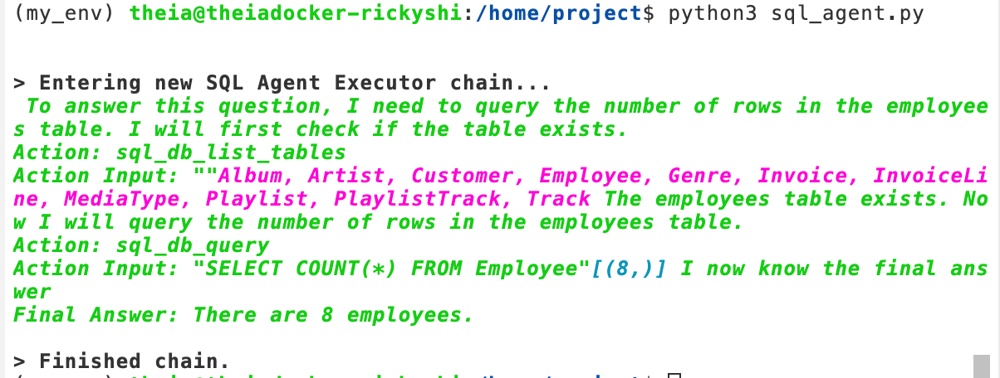 (my_env) theia@theiadocker-rickyshi:/home/project$ python3 sql_agent.py
> Entering new SQL Agent Executor chain...
To answer this question, I need to query the number of rows in the employee
s table. I will first check if the table exists.
Action: sql_db_list_tables
Action Input: ""Album, Artist, Customer, Employee, Genre, Invoice, InvoiceLi
ne, MediaType, Playlist, PlaylistTrack, Track The employees table exists. No
w I will query the number of rows in the employees table.
Action: sql_db_query
Action Input: "SELECT COUNT(*) FROM Employee"[(8,)] I now know the final ans
wer
Final Answer: There are 8 employees.
> Finished chain.